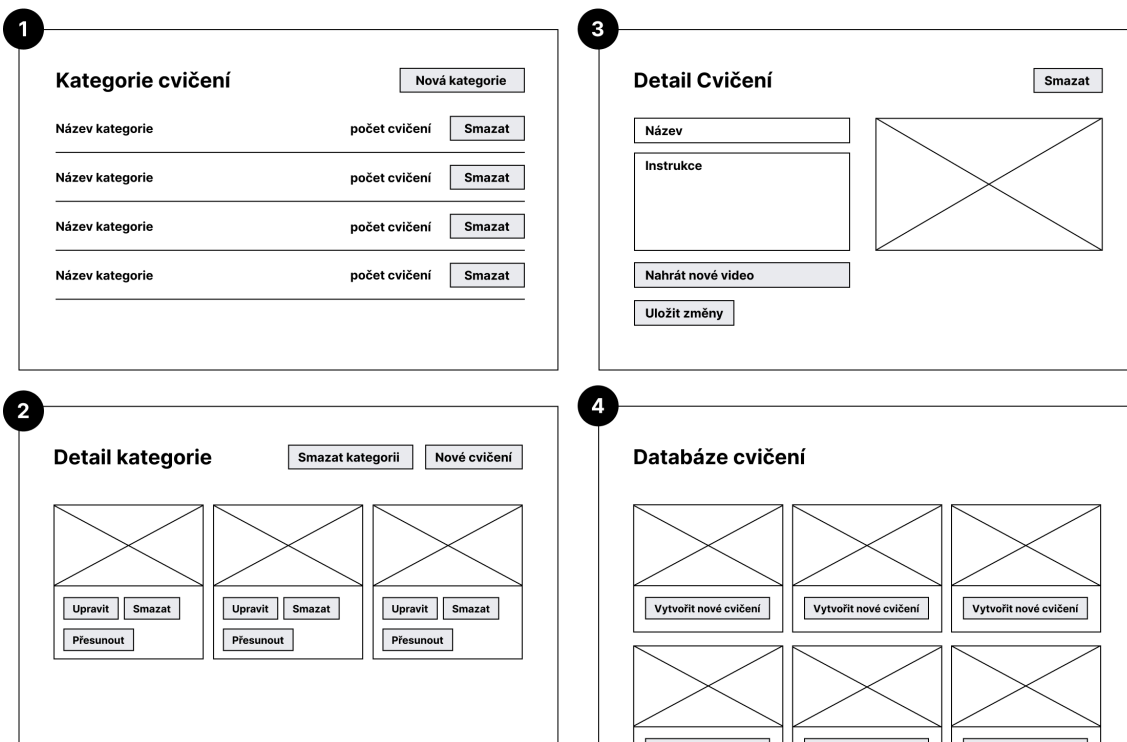 1
Kategorie cvičení
Nová kategorie
Název kategorie počet cvičení Smazat
Název kategorie počet cvičení Smazat
Název kategorie počet cvičení Smazat
Název kategorie počet cvičení Smazat
3
Detail Cvičení
Smazat
Název
Instrukce
Nahrát nové video
Uložit změny
2
Detail kategorie
Smazat kategorii
Nové cvičení
Upravit Smazat
Přesunout
Upravit Smazat
Přesunout
Upravit Smazat
Přesunout
4
Databáze cvičení
Vytvořit nové cvičení
Vytvořit nové cvičení
Vytvořit nové cvičení